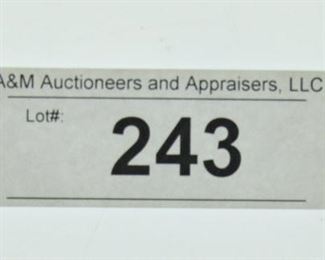 A&M Auctioneers and Appraisers, LLC
Lot#:
243